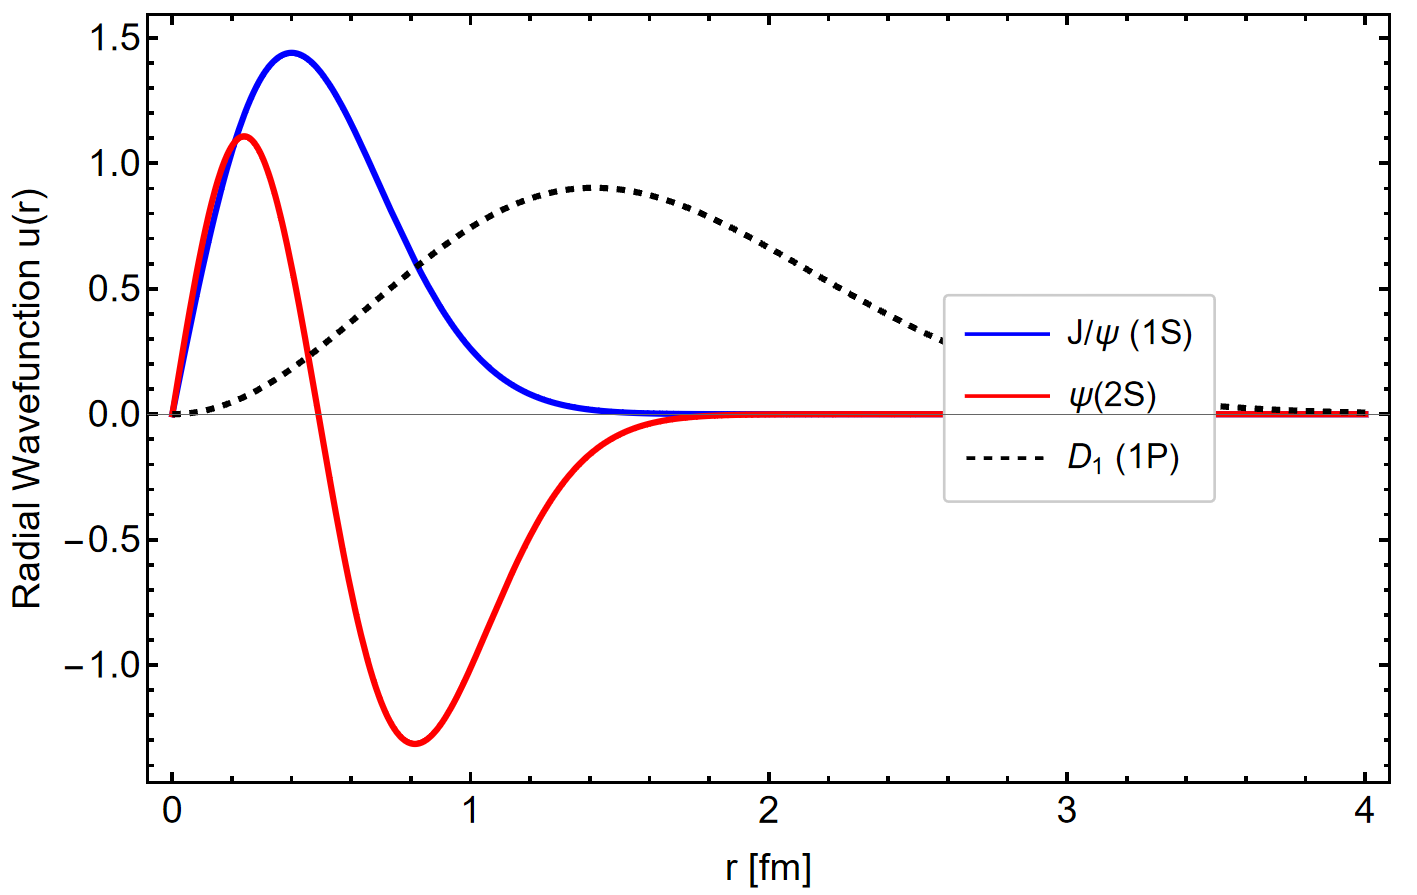 Radial Wavefunction u(r)
1.5
1.0
0.5
0.0
−0.5
−1.0
J/ψ (1S)
ψ(2S)
D₁ (1P)
0 1 2 3 4
r [fm]